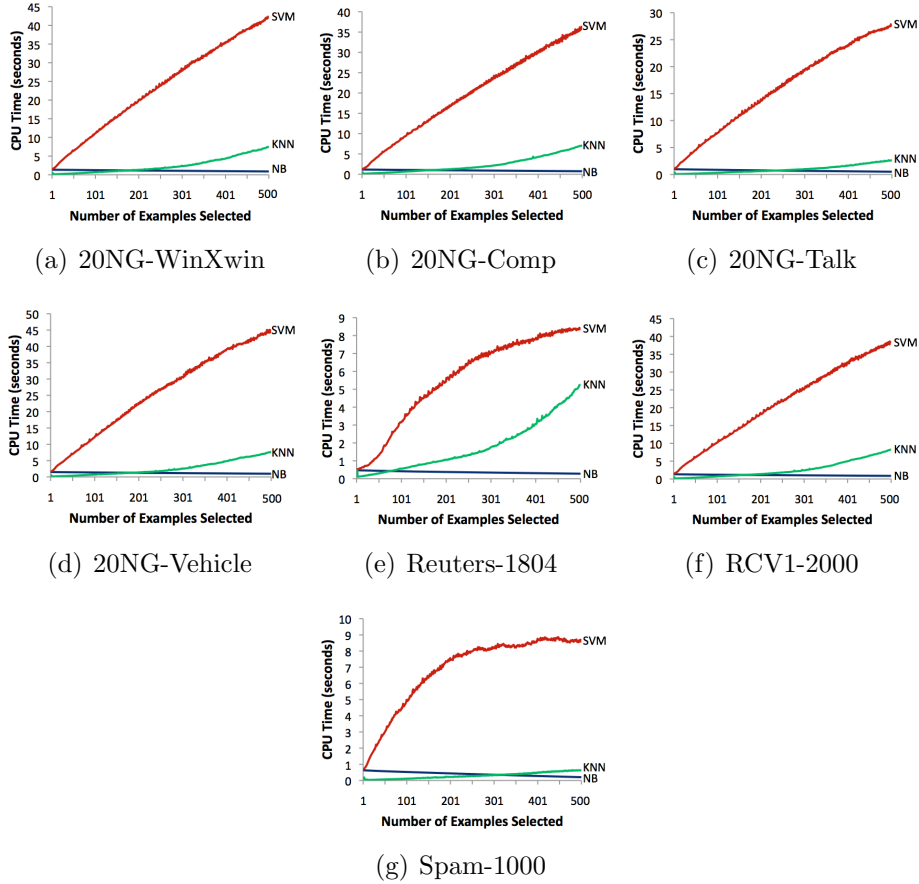 45
40
35
30
25
20
15
10
5
0
CPU Time (seconds)
SVM
KNN
NB
1 101 201 301 401 500
Number of Examples Selected
(a) 20NG-WinXwin
40
35
30
25
20
15
10
5
0
CPU Time (seconds)
SVM
KNN
NB
1 101 201 301 401 500
Number of Examples Selected
(b) 20NG-Comp
30
25
20
15
10
5
0
CPU Time (seconds)
SVM
KNN
NB
1 101 201 301 401 500
Number of Examples Selected
(c) 20NG-Talk
50
45
40
35
30
25
20
15
10
5
0
CPU Time (seconds)
SVM
KNN
NB
1 101 201 301 401 500
Number of Examples Selected
(d) 20NG-Vehicle
9
8
7
6
5
4
3
2
1
0
CPU Time (seconds)
SVM
KNN
NB
1 101 201 301 401 500
Number of Examples Selected
(e) Reuters-1804
45
40
35
30
25
20
15
10
5
0
CPU Time (seconds)
SVM
KNN
NB
1 101 201 301 401 500
Number of Examples Selected
(f) RCV1-2000
10
9
8
7
6
5
4
3
2
1
0
CPU Time (seconds)
SVM
KNN
NB
1 101 201 301 401 500
Number of Examples Selected
(g) Spam-1000